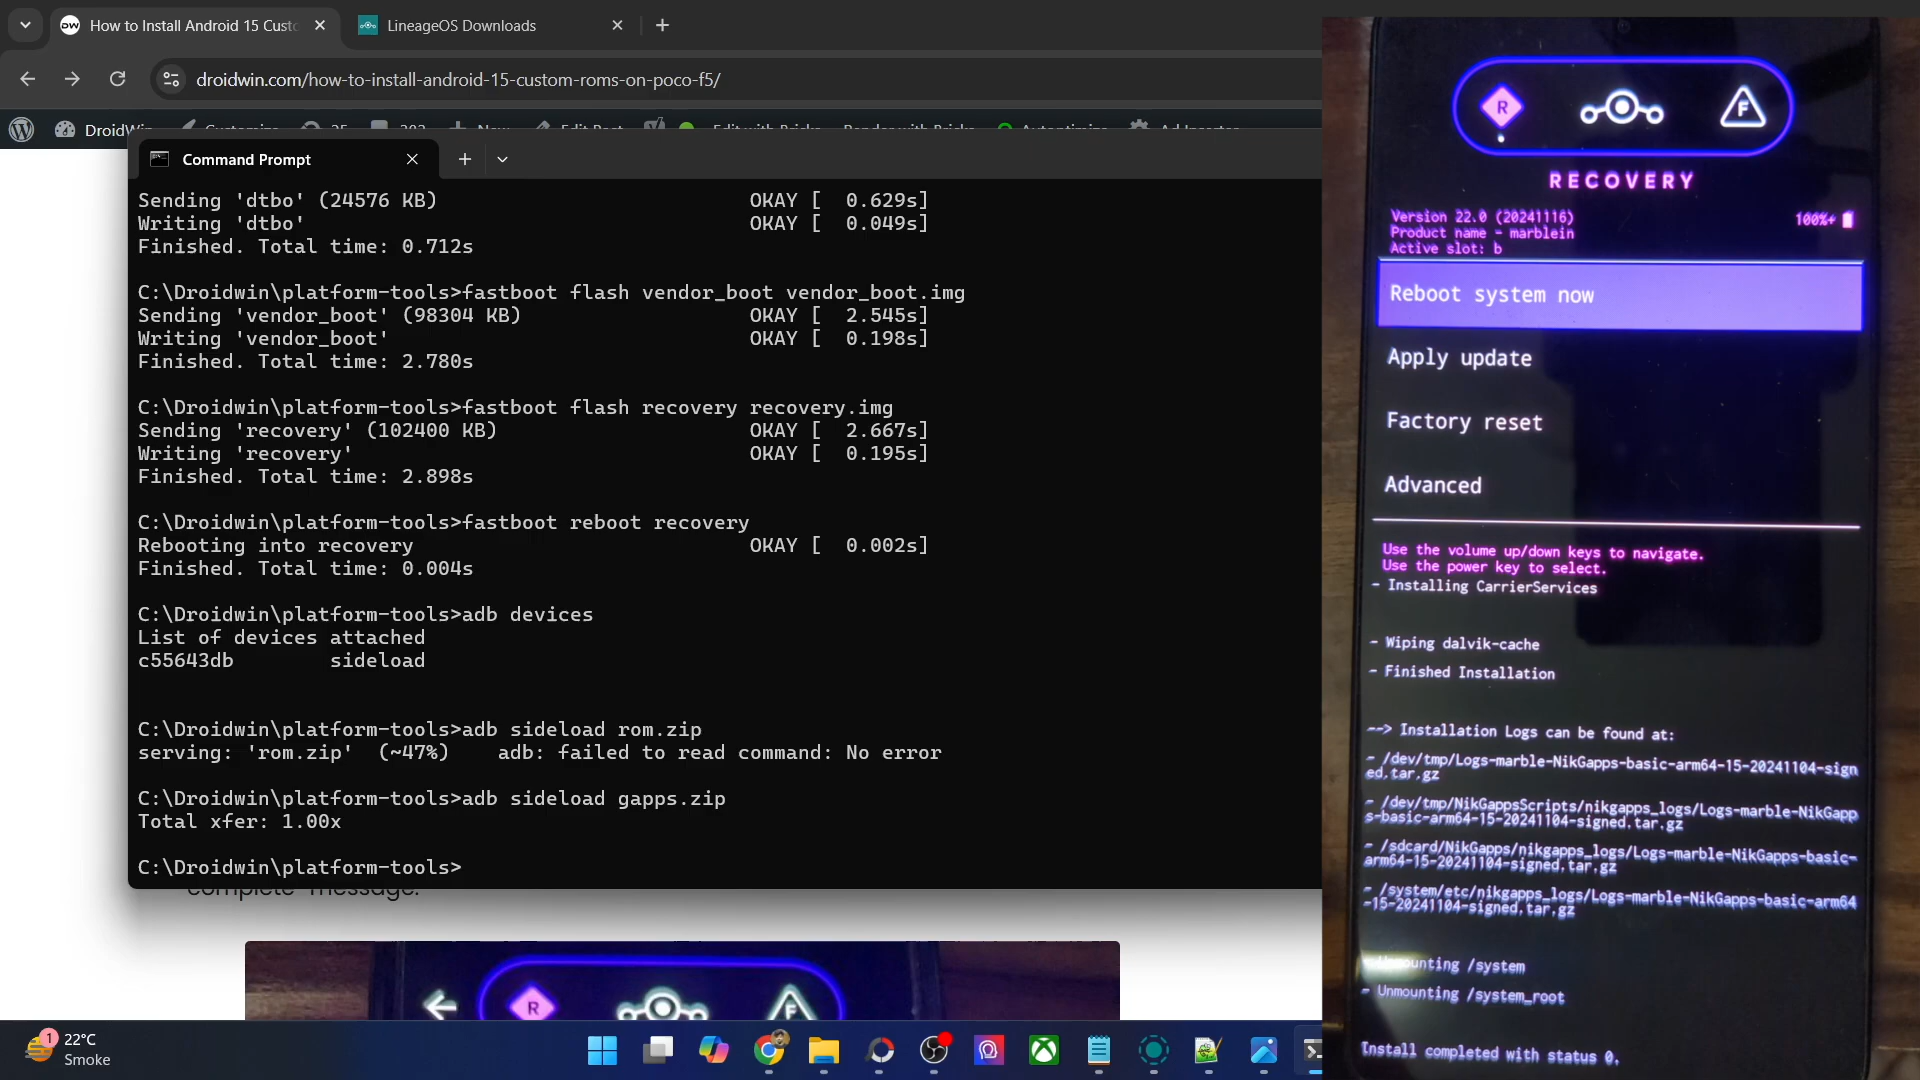 How to Install Android 15 Custo
LineageOS Downloads
droidwin.com/how-to-install-android-15-custom-roms-on-poco-f5/
Command Prompt
Sending 'dtbo' (24576 KB) OKAY [ 0.629s]
Writing 'dtbo' OKAY [ 0.049s]
Finished. Total time: 0.712s
C:\Droidwin\platform-tools>fastboot flash vendor_boot vendor_boot.img
Sending 'vendor_boot' (98304 KB) OKAY [ 2.545s]
Writing 'vendor_boot' OKAY [ 0.198s]
Finished. Total time: 2.780s
C:\Droidwin\platform-tools>fastboot flash recovery recovery.img
Sending 'recovery' (102400 KB) OKAY [ 2.667s]
Writing 'recovery' OKAY [ 0.195s]
Finished. Total time: 2.898s
C:\Droidwin\platform-tools>fastboot reboot recovery
Rebooting into recovery OKAY [ 0.002s]
Finished. Total time: 0.004s
C:\Droidwin\platform-tools>adb devices
List of devices attached
c55643db sideload
C:\Droidwin\platform-tools>adb sideload rom.zip
serving: 'rom.zip' (~47%) adb: failed to read command: No error
C:\Droidwin\platform-tools>adb sideload gapps.zip
Total xfer: 1.00x
C:\Droidwin\platform-tools>
complete message.
R
R
F
RECOVERY
Version 22.0 (20241116)
100%+
Product name - marblein
Active slot: b
Reboot system now
Apply update
Factory reset
Advanced
Use the volume up/down keys to navigate.
Use the power key to select.
- Installing CarrierServices
- Wiping dalvik-cache
- Finished Installation
--> Installation Logs can be found at:
- /dev/tmp/Logs-marble-NikGapps-basic-arm64-15-20241104-sign
ed.tar.gz
- /dev/tmp/NikGappsScripts/nikgapps_logs/Logs-marble-NikGapp
s-basic-arm64-15-20241104-signed.tar.gz
- /sdcard/NikGapps/nikgapps_logs/Logs-marble-NikGapps-basic-
arm64-15-20241104-signed.tar.gz
- /system/etc/nikgapps_logs/Logs-marble-NikGapps-basic-arm64
-15-20241104-signed.tar.gz
- Unmounting /system
- Unmounting /system_root
Install completed with status 0.
1
22°C
Smoke